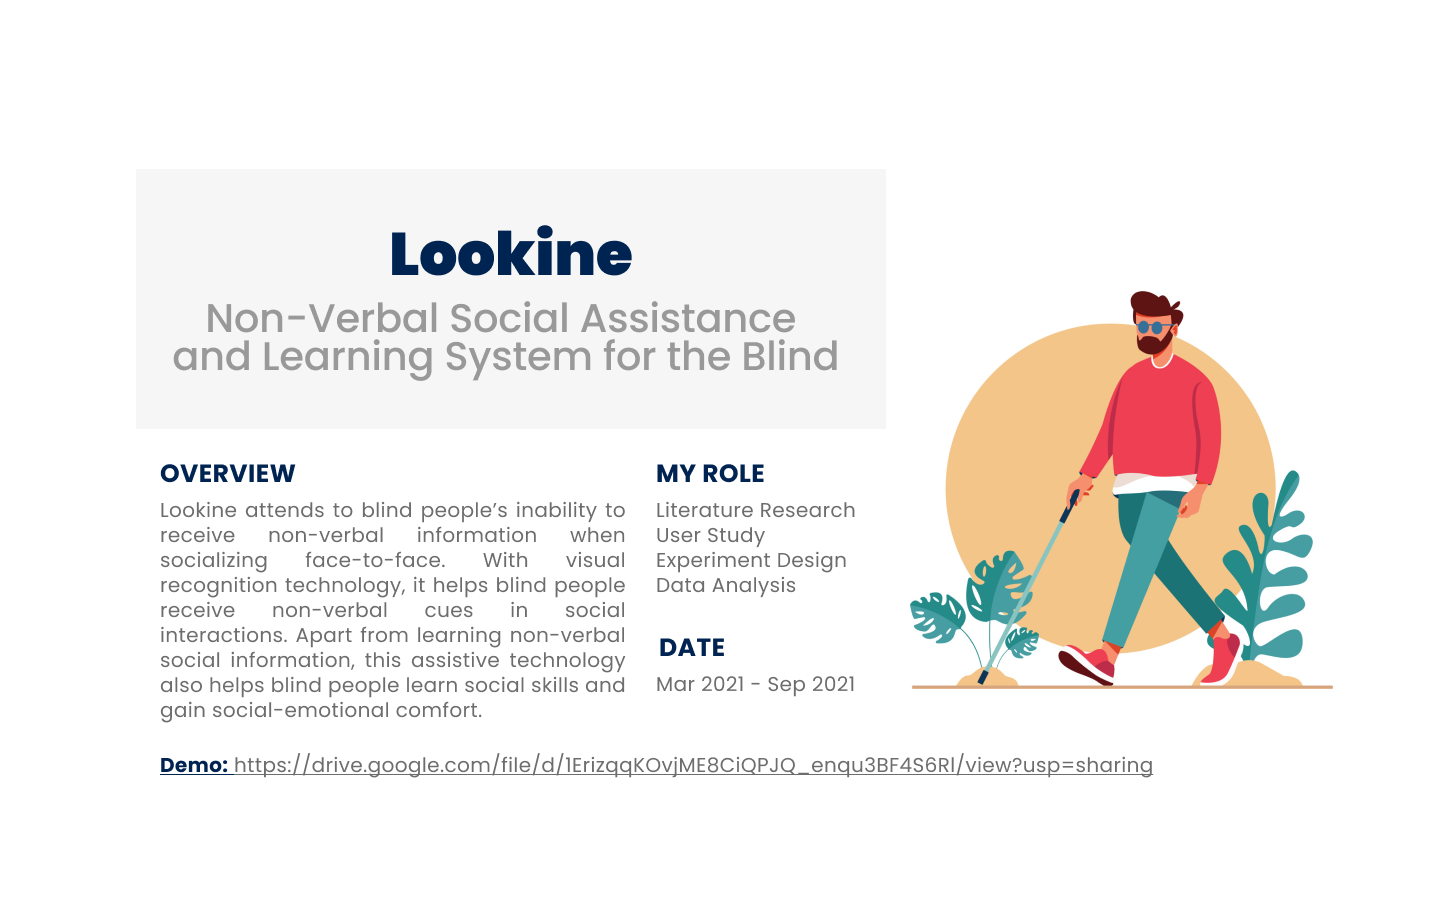 Lookine
Non-Verbal Social Assistance
and Learning System for the Blind
OVERVIEW
Lookine attends to blind people’s inability to
receive non-verbal information when
socializing face-to-face. With visual
recognition technology, it helps blind people
receive non-verbal cues in social
interactions. Apart from learning non-verbal
social information, this assistive technology
also helps blind people learn social skills and
gain social-emotional comfort.
MY ROLE
Literature Research
User Study
Experiment Design
Data Analysis
DATE
Mar 2021 - Sep 2021
Demo: https://drive.google.com/file/d/1ErizqqKOvjME8CiQPJQ_enqu3BF4S6Rl/view?usp=sharing